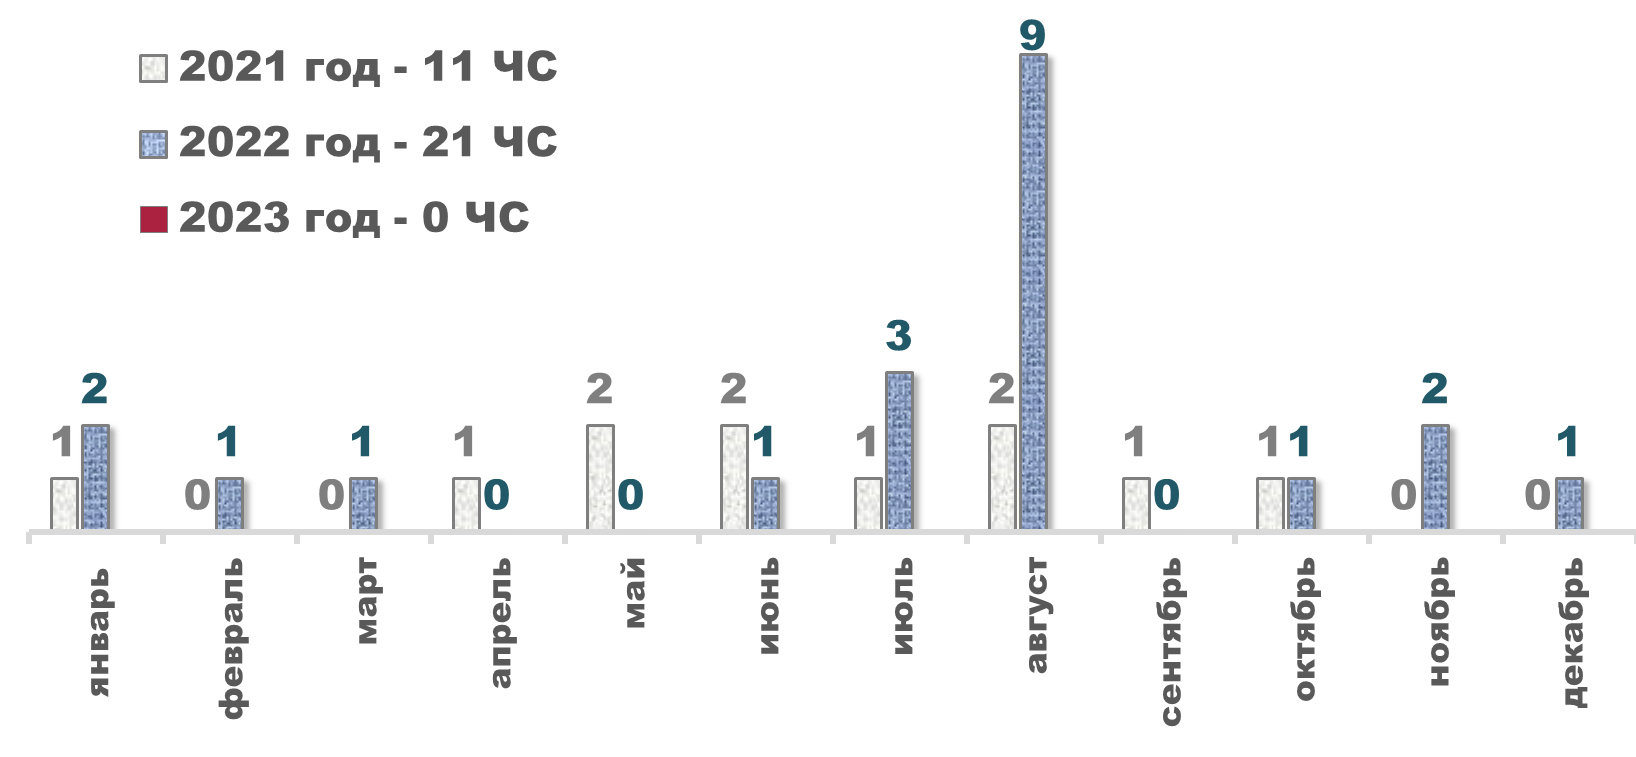 2021 год - 11 ЧС
2022 год - 21 ЧС
2023 год - 0 ЧС
9
3
2 2 2 2 2
1 1 1 1 1 1 1 1 1 1
0 0 0 0 0 0 0 0
январь
февраль
март
апрель
май
июнь
июль
август
сентябрь
октябрь
ноябрь
декабрь